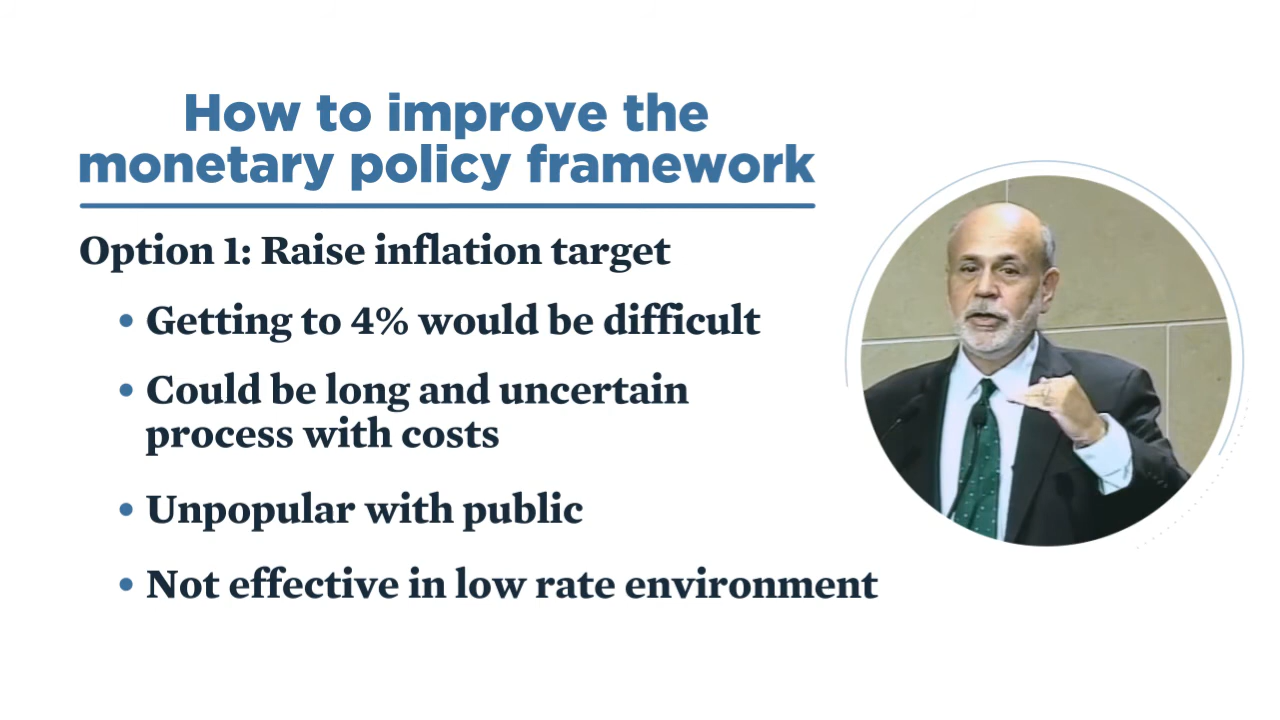 How to improve the
monetary policy framework
Option 1: Raise inflation target
• Getting to 4% would be difficult
• Could be long and uncertain
process with costs
• Unpopular with public
• Not effective in low rate environment